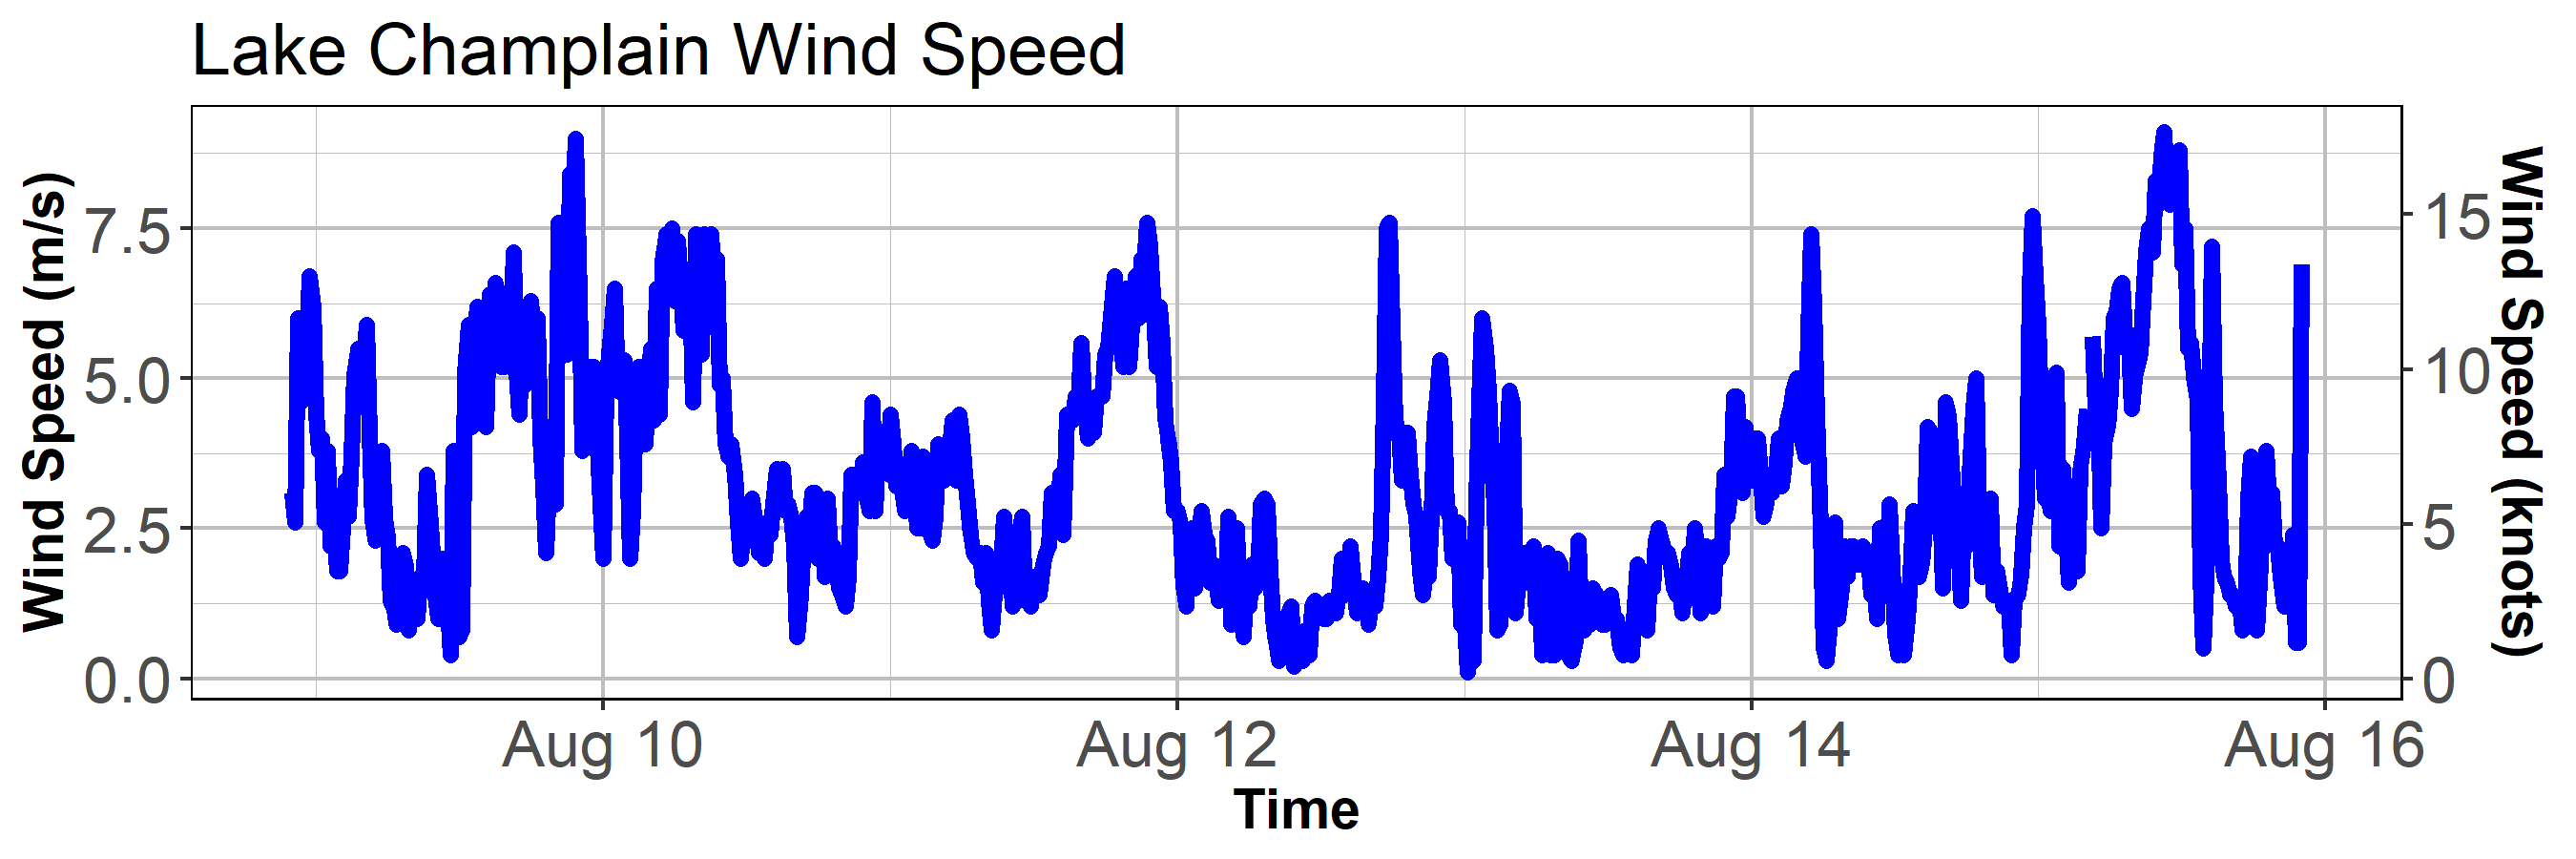 Lake Champlain Wind Speed
Wind Speed (m/s)
7.5
5.0
2.5
0.0
15
10
5
0
Wind Speed (knots)
Aug 10 Aug 12 Aug 14 Aug 16
Time